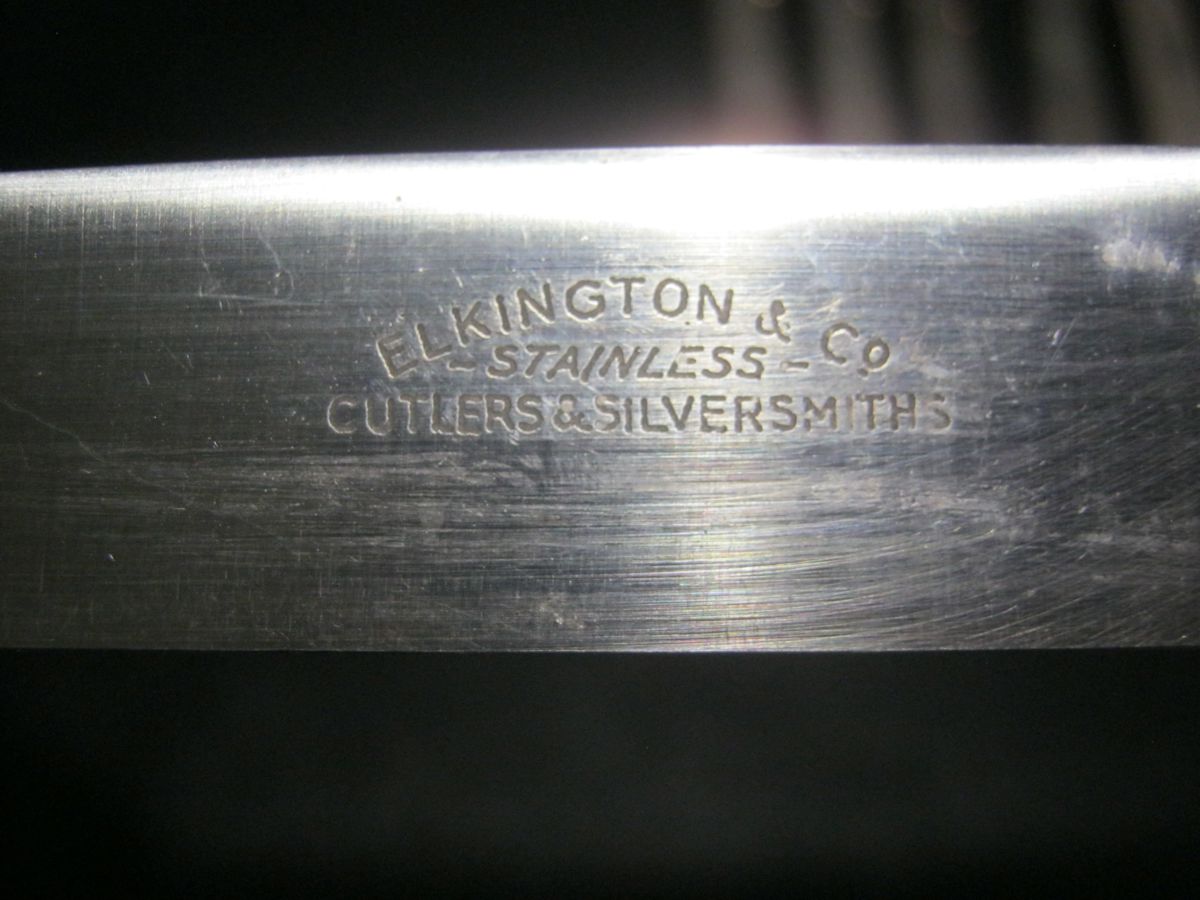 ELKINGTON & Co
- STAINLESS -
CUTLERS & SILVERSMITHS